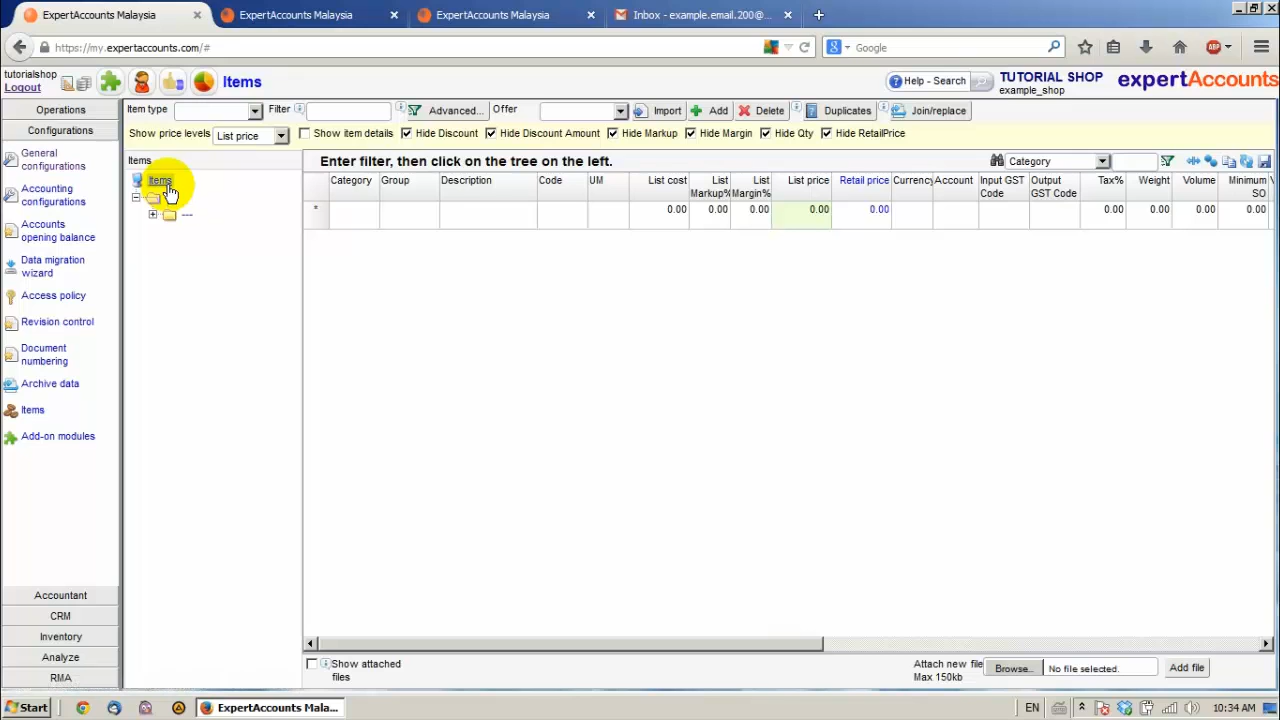 ExpertAccounts Malaysia
ExpertAccounts Malaysia
ExpertAccounts Malaysia
Inbox - example.email.200@...
https://my.expertaccounts.com/#
Google
tutorialshop
Logout
Items
Help - Search
TUTORIAL SHOP
example_shop
expertAccounts
Operations
Configurations
General
configurations
Accounting
configurations
Accounts
opening balance
Data migration
wizard
Access policy
Revision control
Document
numbering
Archive data
Items
Add-on modules
Accountant
CRM
Inventory
Analyze
RMA
Item type
Filter
Advanced...
Offer
Import
Add
Delete
Duplicates
Join/replace
Show price levels
List price
Show item details
Hide Discount
Hide Discount Amount
Hide Markup
Hide Margin
Hide Qty
Hide RetailPrice
Items
Items
---
Enter filter, then click on the tree on the left.
Category
Category Group Description Code UM List cost List Markup% List Margin% List price Retail price Currency Account Input GST Code Output GST Code Tax% Weight Volume Minimum SO
* 0.00 0.00 0.00 0.00 0.00 0.00 0.00 0.00 0.00
Show attached
files
Attach new file
Max 150kb
Browse...
No file selected.
Add file
Start
ExpertAccounts Mala...
EN
10:34 AM